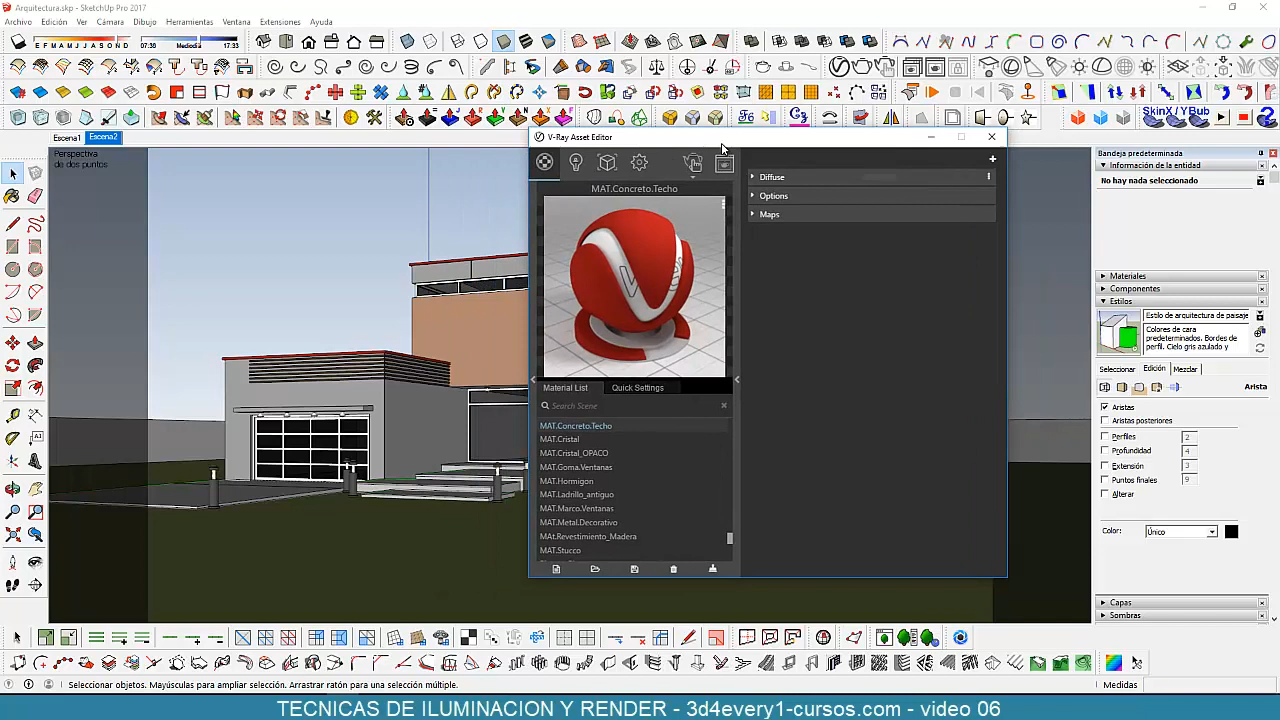 Arquitectura.skp - SketchUp Pro 2017
Archivo Edición Ver Cámara Dibujo Herramientas Ventana Extensiones Ayuda
E F M A M J J A S O N D 07:38 Mediodía 17:33
Escena1 Escena2
Perspectiva
de dos puntos
V-Ray Asset Editor
MAT.Concreto.Techo
Material List Quick Settings
Search Scene
MAT.Concreto.Techo
MAT.Cristal
MAT.Cristal_OPACO
MAT.Goma.Ventanas
MAT.Hormigon
MAT.Ladrillo_antiguo
MAT.Marco.Ventanas
MAT.Metal.Decorativo
MAt.Revestimiento_Madera
MAT.Stucco
Diffuse
Options
Maps
SkinX / YBub
Bandeja predeterminada
Información de la entidad
No hay nada seleccionado
Materiales
Componentes
Estilos
Estilo de arquitectura de paisaje
Colores de cara
predeterminados. Bordes de
perfil. Cielo gris azulado y
Seleccionar Edición Mezclar
Arista
Aristas
Aristas posteriores
Perfiles 2
Profundidad 4
Extensión 3
Puntos finales 9
Alterar
Color: Único
Capas
Sombras
Seleccionar objetos. Mayúsculas para ampliar selección. Arrastrar ratón para una selección múltiple.
Medidas
TECNICAS DE ILUMINACION Y RENDER - 3d4every1-cursos.com - video 06